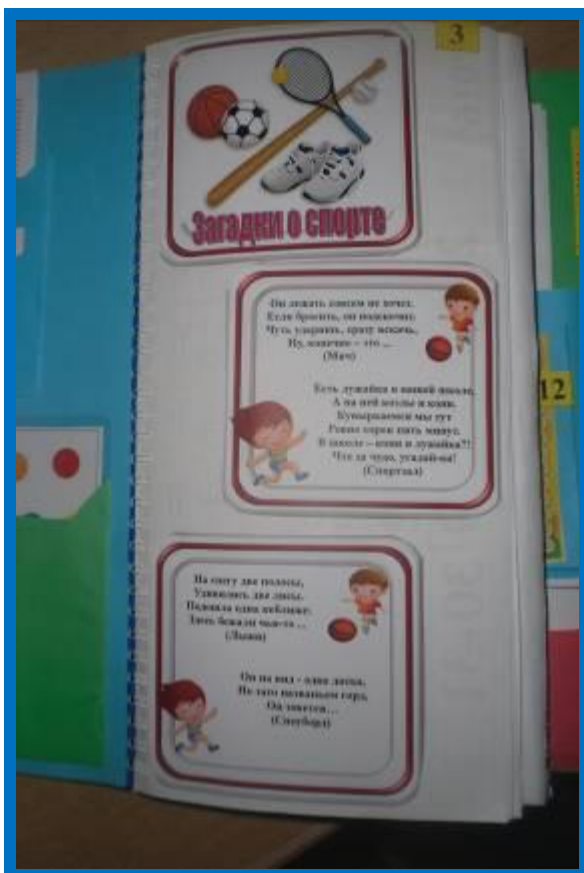 3
Загадки о спорте
Он лежать совсем не хочет.
Если бросить, он подскочит.
Чуть ударишь, сразу вскачь,
Ну, конечно – это ...
(Мяч)
Есть лужайка в нашей школе,
А на ней козлы и кони.
Кувыркаемся мы тут
Ровно сорок пять минут.
В школе – кони и лужайка?!
Что за чудо, угадай-ка!
(Спортзал)
12
На снегу две полосы,
Удивились две лисы.
Подошла одна поближе:
Здесь бежали чьи-то ...
(Лыжи)
Он на вид - одна доска,
Но зато названьем горд,
Он зовется…
(Сноуборд)